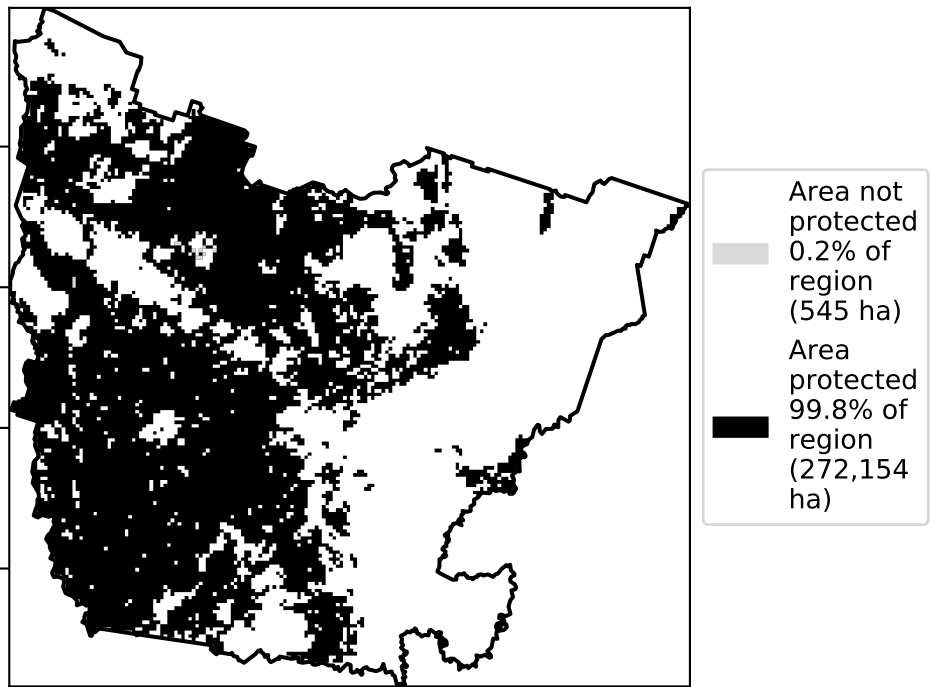 Area not
protected
0.2% of
region
(545 ha)
Area
protected
99.8% of
region
(272,154
ha)